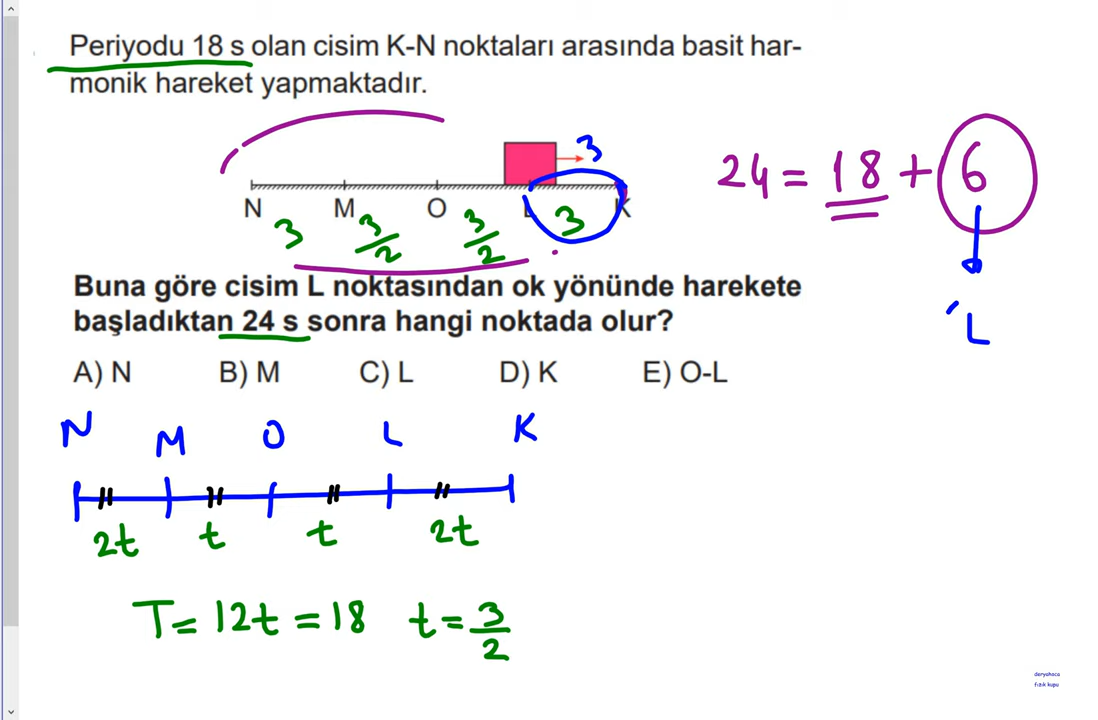 Periyodu 18 s olan cisim K-N noktaları arasında basit har-
monik hareket yapmaktadır.
3
24 = 18 + 6
N M O L K
3 3/2 3/2 3
L
Buna göre cisim L noktasından ok yönünde harekete
başladıktan 24 s sonra hangi noktada olur?
A) N B) M C) L D) K E) O-L
N M O L K
2t t t 2t
T = 12t = 18 t = 3/2
deryahoca
fizik kupu